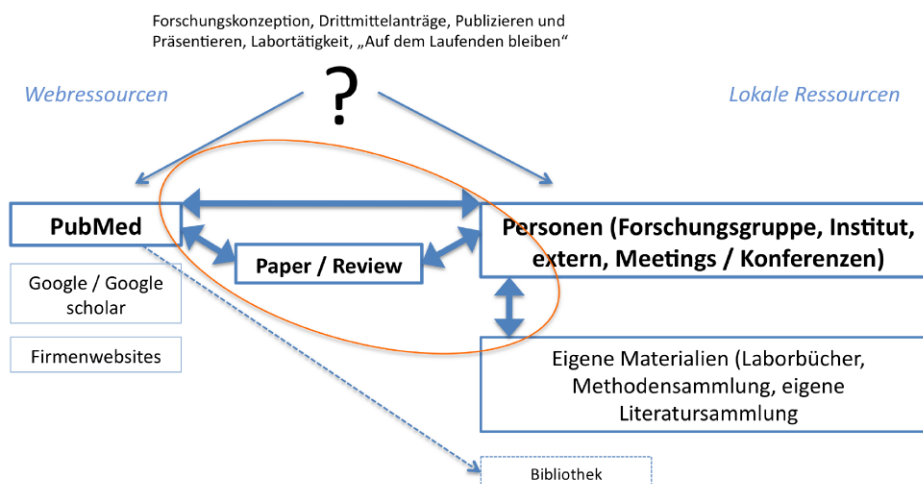 Forschungskonzeption, Drittmittelanträge, Publizieren und
Präsentieren, Labortätigkeit, „Auf dem Laufenden bleiben“
?
Webressourcen
Lokale Ressourcen
PubMed
Personen (Forschungsgruppe, Institut,
extern, Meetings / Konferenzen)
Paper / Review
Google / Google
scholar
Firmenwebsites
Eigene Materialien (Laborbücher,
Methodensammlung, eigene
Literatursammlung
Bibliothek